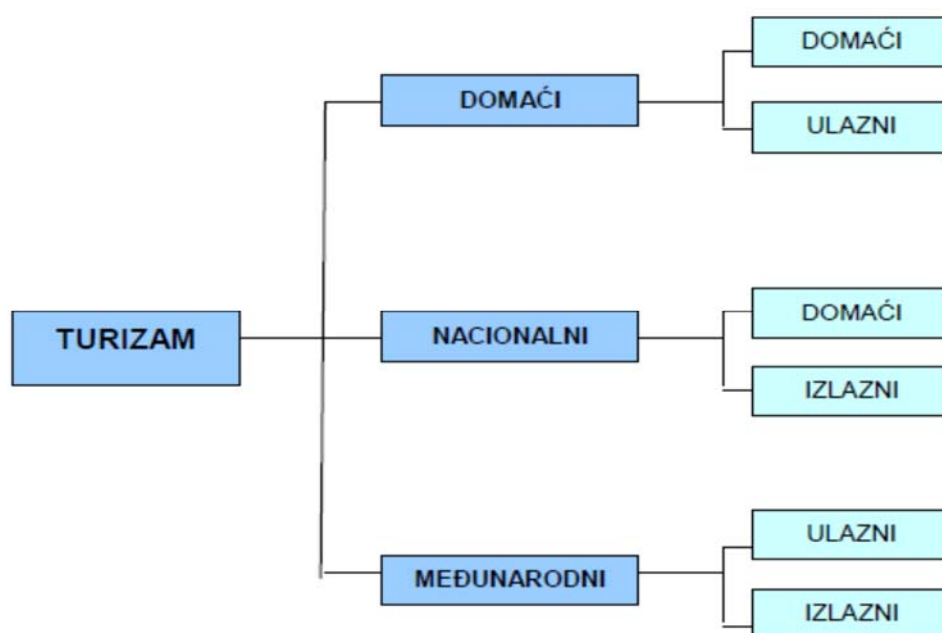 DOMAĆI
DOMAĆI
ULAZNI
DOMAĆI
TURIZAM
NACIONALNI
IZLAZNI
ULAZNI
MEĐUNARODNI
IZLAZNI